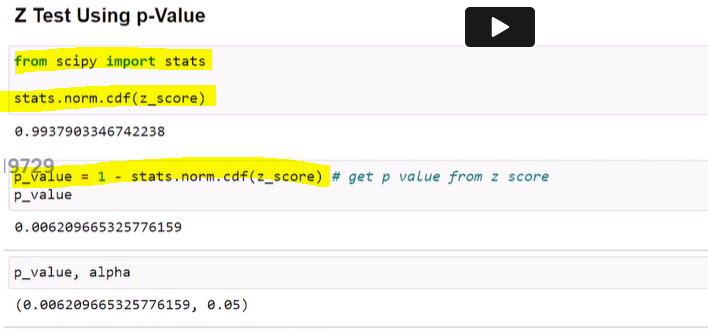 Z Test Using p-Value
from scipy import stats
stats.norm.cdf(z_score)
0.9937903346742238
9729
p_value = 1 - stats.norm.cdf(z_score) # get p value from z score
p_value
0.006209665325776159
p_value, alpha
(0.006209665325776159, 0.05)